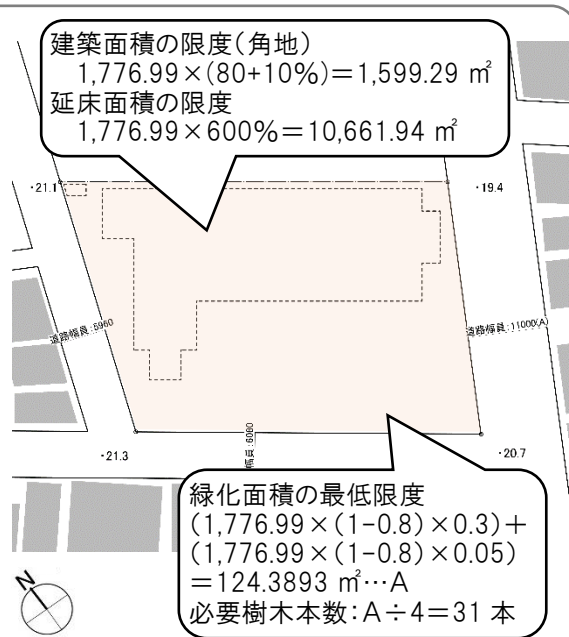 建築面積の限度(角地)
1,776.99×(80+10%)=1,599.29 ㎡
延床面積の限度
1,776.99×600%=10,661.94 ㎡
・21.1
・19.4
道路幅員:5960
道路幅員:11000(A)
幅員:6080
・21.3
・20.7
緑化面積の最低限度
(1,776.99×(1-0.8)×0.3)+
(1,776.99×(1-0.8)×0.05)
=124.3893 ㎡…A
必要樹木本数:A÷4=31 本
N